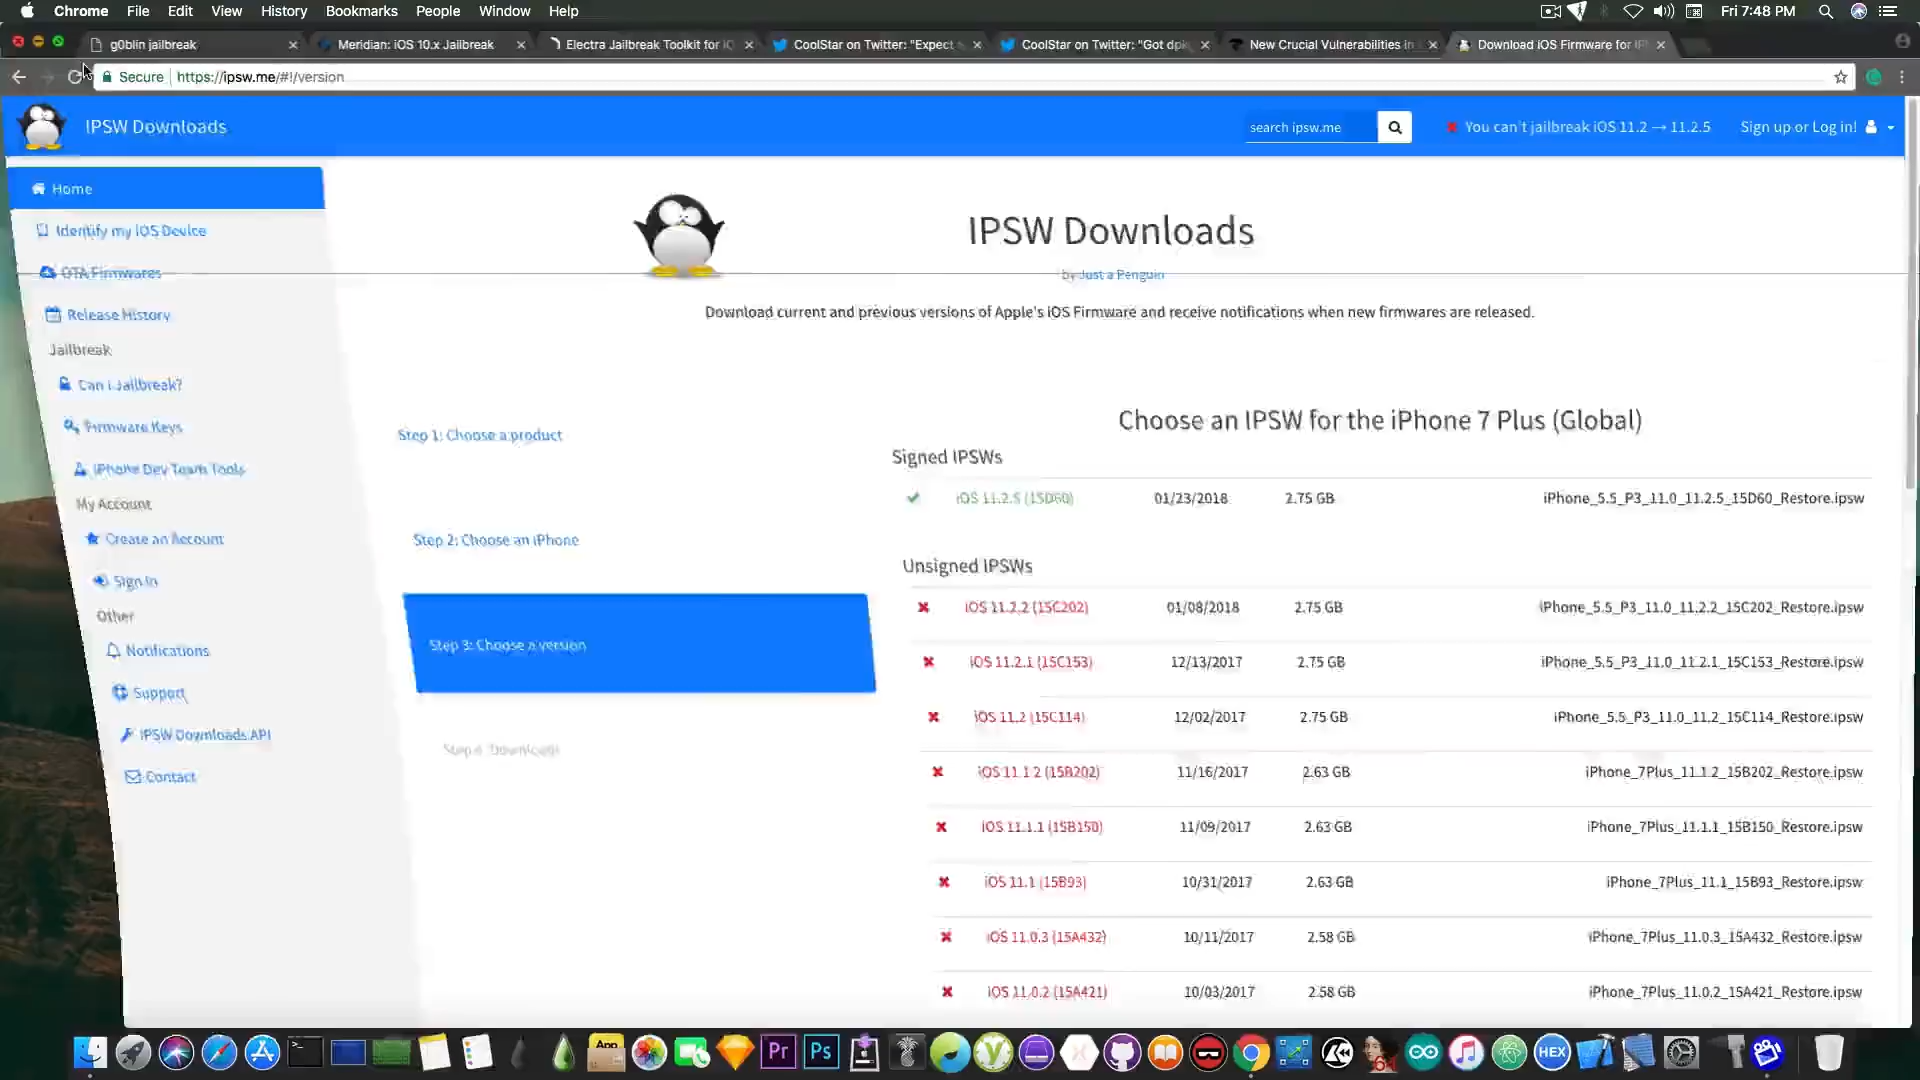 Chrome File Edit View History Bookmarks People Window Help Fri 7:48 PM
g0blin jailbreak
Meridian: iOS 10.x Jailbreak
Electra Jailbreak Toolkit for iO
CoolStar on Twitter: "Expect
CoolStar on Twitter: "Got dpk
New Crucial Vulnerabilities in
Download iOS Firmware for iP
Secure https://ipsw.me/#!/version
IPSW Downloads
search ipsw.me
You can't jailbreak iOS 11.2 → 11.2.5
Sign up or Log in!
Home
Identify my iOS Device
OTA Firmwares
Release History
Jailbreak
Can i Jailbreak?
Firmware Keys
iPhone Dev Team Tools
My Account
Create an Account
Sign In
Other
Notifications
Support
IPSW Downloads API
Contact
IPSW Downloads
by Just a Penguin
Download current and previous versions of Apple's iOS Firmware and receive notifications when new firmwares are released.
Step 1: Choose a product
Step 2: Choose an iPhone
Step 3: Choose a version
Step 4: Download!
Choose an IPSW for the iPhone 7 Plus (Global)
Signed IPSWs
iOS 11.2.5 (15D60) 01/23/2018 2.75 GB iPhone_5.5_P3_11.0_11.2.5_15D60_Restore.ipsw
Unsigned IPSWs
iOS 11.2.2 (15C202) 01/08/2018 2.75 GB iPhone_5.5_P3_11.0_11.2.2_15C202_Restore.ipsw
iOS 11.2.1 (15C153) 12/13/2017 2.75 GB iPhone_5.5_P3_11.0_11.2.1_15C153_Restore.ipsw
iOS 11.2 (15C114) 12/02/2017 2.75 GB iPhone_5.5_P3_11.0_11.2_15C114_Restore.ipsw
iOS 11.1.2 (15B202) 11/16/2017 2.63 GB iPhone_7Plus_11.1.2_15B202_Restore.ipsw
iOS 11.1.1 (15B150) 11/09/2017 2.63 GB iPhone_7Plus_11.1.1_15B150_Restore.ipsw
iOS 11.1 (15B93) 10/31/2017 2.63 GB iPhone_7Plus_11.1_15B93_Restore.ipsw
iOS 11.0.3 (15A432) 10/11/2017 2.58 GB iPhone_7Plus_11.0.3_15A432_Restore.ipsw
iOS 11.0.2 (15A421) 10/03/2017 2.58 GB iPhone_7Plus_11.0.2_15A421_Restore.ipsw
App
Pr
Ps
HEX